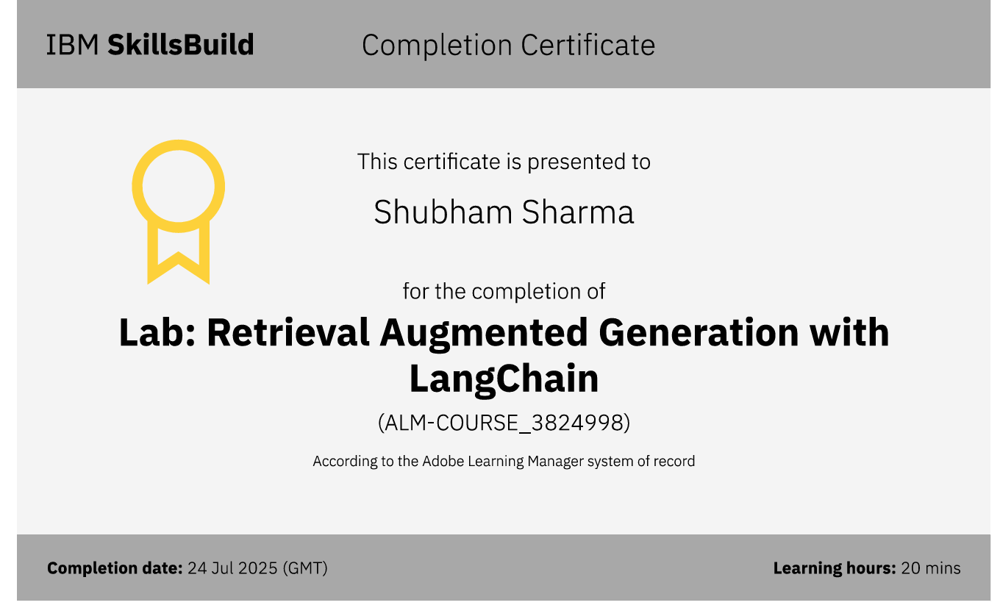 IBM SkillsBuild
Completion Certificate
This certificate is presented to
Shubham Sharma
for the completion of
Lab: Retrieval Augmented Generation with
LangChain
(ALM-COURSE_3824998)
According to the Adobe Learning Manager system of record
Completion date: 24 Jul 2025 (GMT)
Learning hours: 20 mins